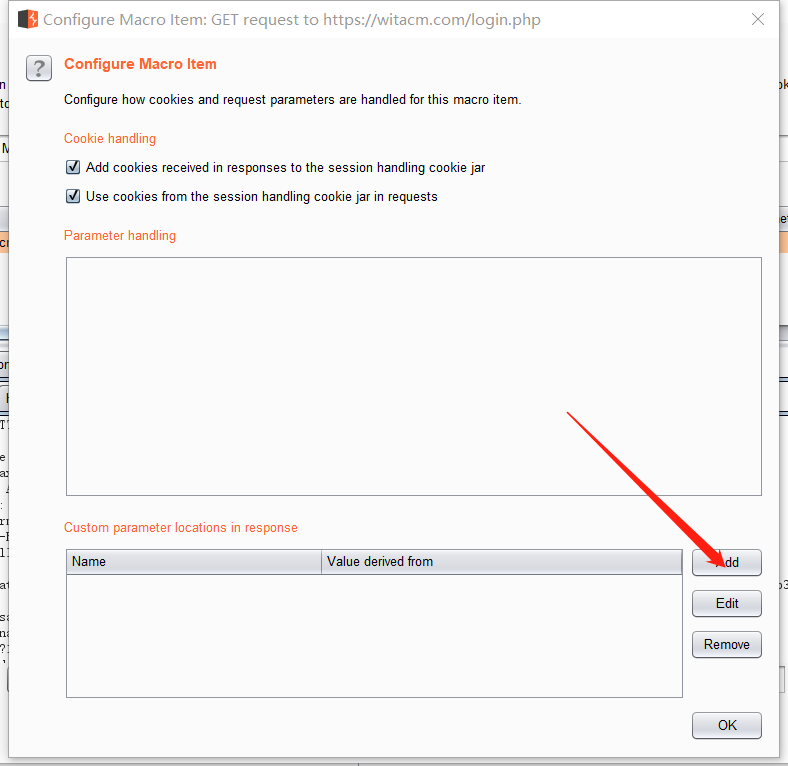 Configure Macro Item: GET request to https://witacm.com/login.php
?
Configure Macro Item
Configure how cookies and request parameters are handled for this macro item.
Cookie handling
Add cookies received in responses to the session handling cookie jar
Use cookies from the session handling cookie jar in requests
Parameter handling
Custom parameter locations in response
Name Value derived from
Add
Edit
Remove
OK